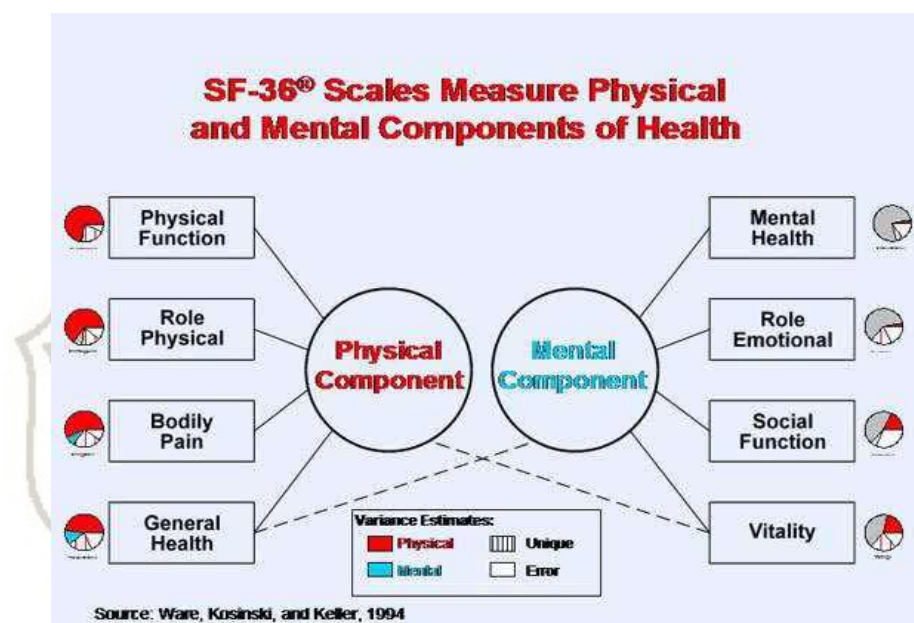 SF-36® Scales Measure Physical
and Mental Components of Health
Physical
Function
Role
Physical
Bodily
Pain
General
Health
Physical
Component
Mental
Component
Mental
Health
Role
Emotional
Social
Function
Vitality
Variance Estimates:
Physical
Unique
Mental
Error
Source: Ware, Kosinski, and Keller, 1994